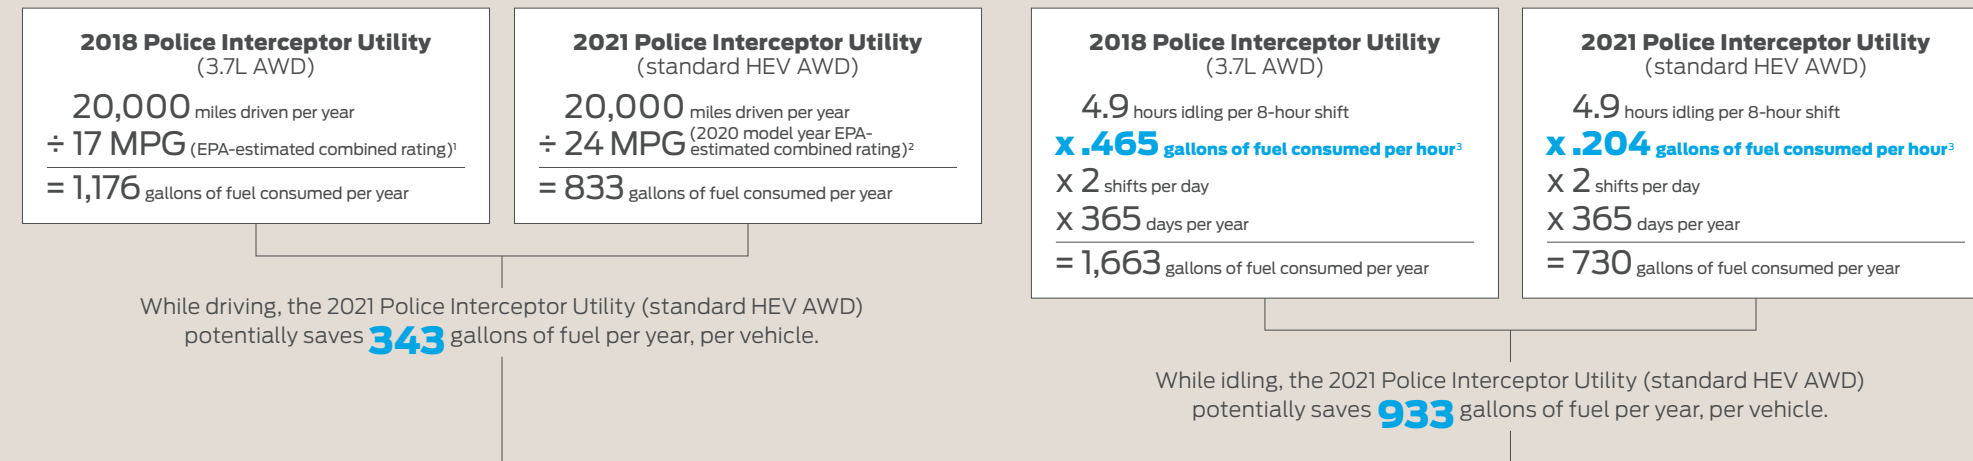 2018 Police Interceptor Utility
(3.7L AWD)
20,000 miles driven per year
÷ 17 MPG (EPA-estimated combined rating)¹
= 1,176 gallons of fuel consumed per year
2021 Police Interceptor Utility
(standard HEV AWD)
20,000 miles driven per year
÷ 24 MPG (2020 model year EPA-
estimated combined rating)²
= 833 gallons of fuel consumed per year
While driving, the 2021 Police Interceptor Utility (standard HEV AWD)
potentially saves 343 gallons of fuel per year, per vehicle.
2018 Police Interceptor Utility
(3.7L AWD)
4.9 hours idling per 8-hour shift
x .465 gallons of fuel consumed per hour³
x 2 shifts per day
x 365 days per year
= 1,663 gallons of fuel consumed per year
2021 Police Interceptor Utility
(standard HEV AWD)
4.9 hours idling per 8-hour shift
x .204 gallons of fuel consumed per hour³
x 2 shifts per day
x 365 days per year
= 730 gallons of fuel consumed per year
While idling, the 2021 Police Interceptor Utility (standard HEV AWD)
potentially saves 933 gallons of fuel per year, per vehicle.